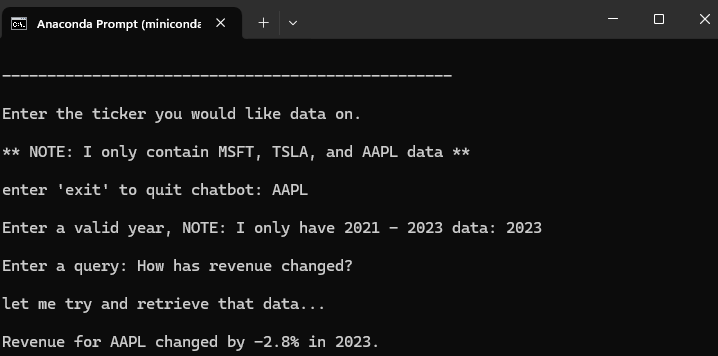 Anaconda Prompt (minicond
--------------------------------------------------
Enter the ticker you would like data on.
** NOTE: I only contain MSFT, TSLA, and AAPL data **
enter 'exit' to quit chatbot: AAPL
Enter a valid year, NOTE: I only have 2021 - 2023 data: 2023
Enter a query: How has revenue changed?
let me try and retrieve that data...
Revenue for AAPL changed by -2.8% in 2023.